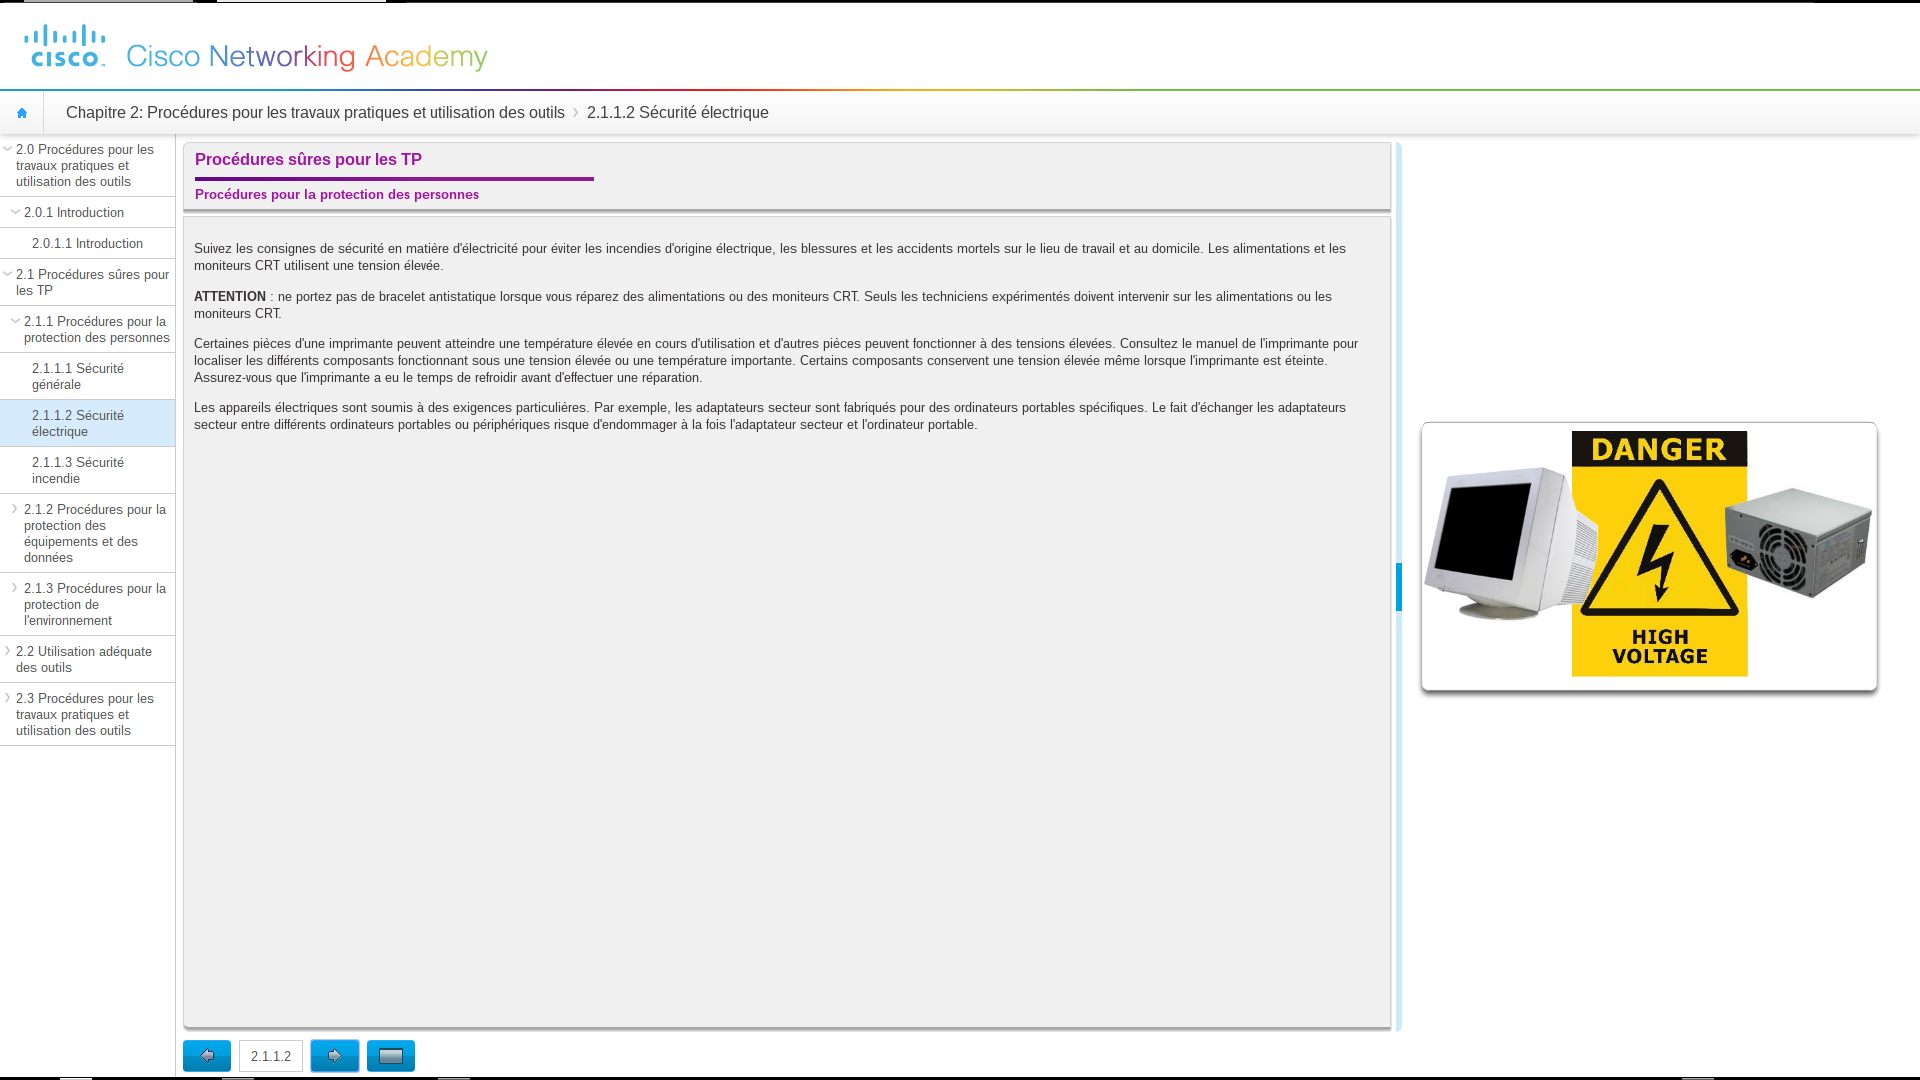 CISCO
Cisco Networking Academy
Chapitre 2: Procédures pour les travaux pratiques et utilisation des outils
2.1.1.2 Sécurité électrique
2.0 Procédures pour les
travaux pratiques et
utilisation des outils
2.0.1 Introduction
2.0.1.1 Introduction
2.1 Procédures sûres pour
les TP
2.1.1 Procédures pour la
protection des personnes
2.1.1.1 Sécurité
générale
2.1.1.2 Sécurité
électrique
2.1.1.3 Sécurité
incendie
2.1.2 Procédures pour la
protection des
équipements et des
données
2.1.3 Procédures pour la
protection de
l'environnement
2.2 Utilisation adéquate
des outils
2.3 Procédures pour les
travaux pratiques et
utilisation des outils
Procédures sûres pour les TP
Procédures pour la protection des personnes
Suivez les consignes de sécurité en matière d'électricité pour éviter les incendies d'origine électrique, les blessures et les accidents mortels sur le lieu de travail et au domicile. Les alimentations et les
moniteurs CRT utilisent une tension élevée.
ATTENTION : ne portez pas de bracelet antistatique lorsque vous réparez des alimentations ou des moniteurs CRT. Seuls les techniciens expérimentés doivent intervenir sur les alimentations ou les
moniteurs CRT.
Certaines pièces d'une imprimante peuvent atteindre une température élevée en cours d'utilisation et d'autres pièces peuvent fonctionner à des tensions élevées. Consultez le manuel de l'imprimante pour
localiser les différents composants fonctionnant sous une tension élevée ou une température importante. Certains composants conservent une tension élevée même lorsque l'imprimante est éteinte.
Assurez-vous que l'imprimante a eu le temps de refroidir avant d'effectuer une réparation.
Les appareils électriques sont soumis à des exigences particulières. Par exemple, les adaptateurs secteur sont fabriqués pour des ordinateurs portables spécifiques. Le fait d'échanger les adaptateurs
secteur entre différents ordinateurs portables ou périphériques risque d'endommager à la fois l'adaptateur secteur et l'ordinateur portable.
DANGER
HIGH
VOLTAGE
2.1.1.2